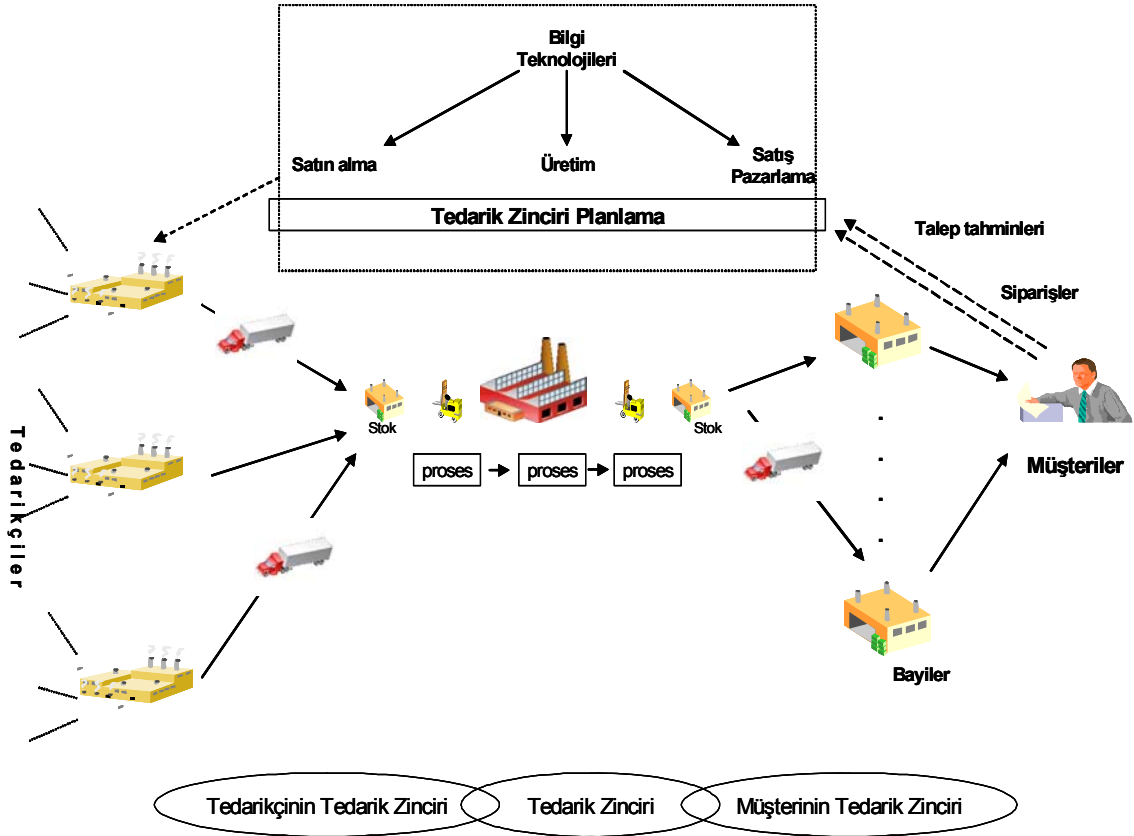 Bilgi
Teknolojileri
Satın alma
Üretim
Satış
Pazarlama
Tedarik Zinciri Planlama
Talep tahminleri
Siparişler
Tedarikçiler
Stok
Stok
proses
proses
proses
Müşteriler
Bayiler
Tedarikçinin Tedarik Zinciri
Tedarik Zinciri
Müşterinin Tedarik Zinciri